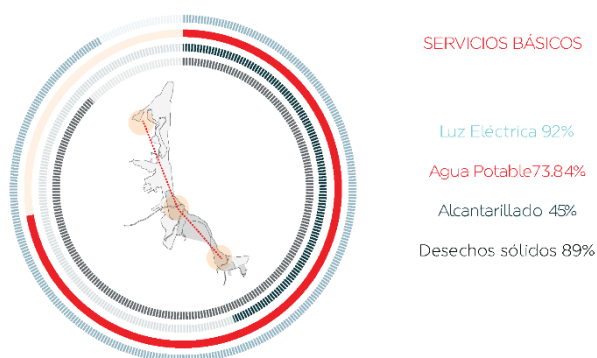 SERVICIOS BÁSICOS
Luz Eléctrica 92%
Agua Potable73.84%
Alcantarillado 45%
Desechos sólidos 89%